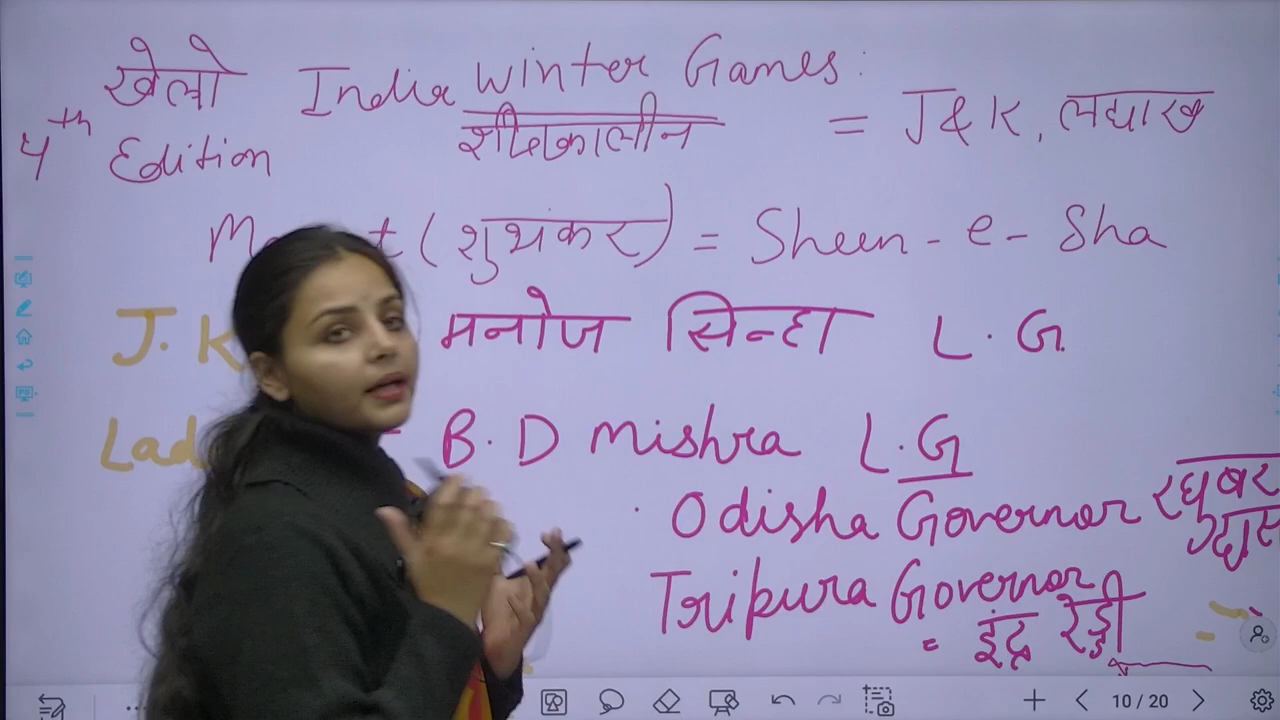 खेलो India Winter Games:
4th Edition शीतकालीन = J&K, लद्दाख
(शुभंकर) = Sheen-e-Sha
J.K मनोज सिन्हा L.G.
Lad B.D Mishra L.G
Odisha Governor रघुबर
Tripura Governor
= इंद्र रेड्डी
10/20